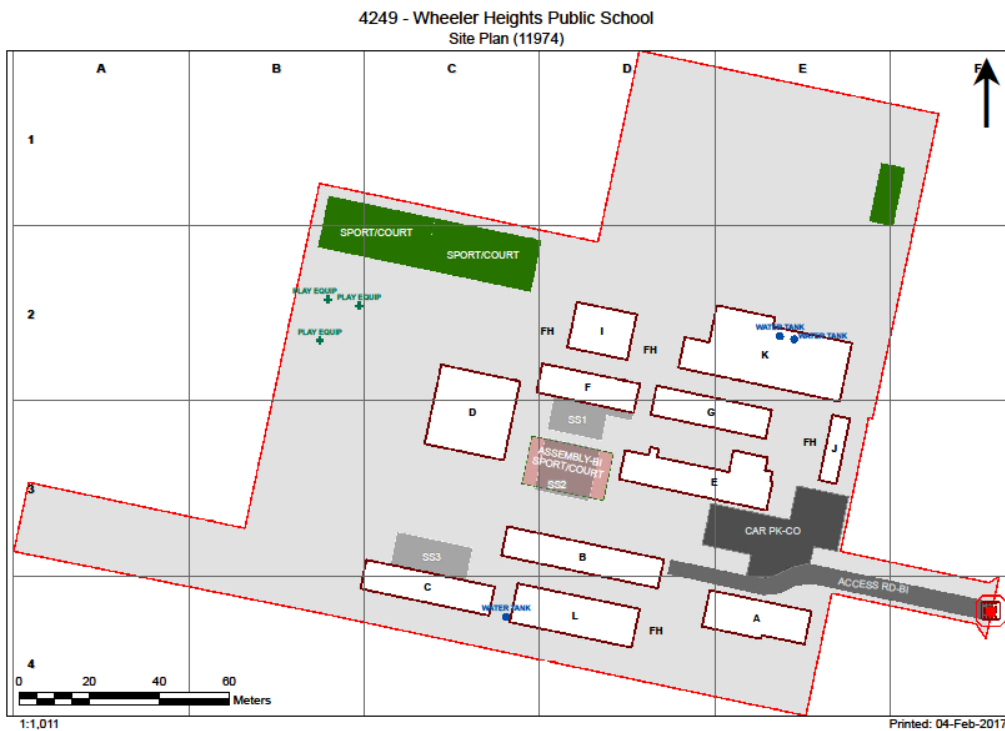 4249 - Wheeler Heights Public School
Site Plan (11974)
A
B
C
D
E
F
1
SPORT/COURT
SPORT/COURT
2
PLAY EQUIP
PLAY EQUIP
PLAY EQUIP
FH
I
FH
WATER TANK
WATER TANK
K
F
D
G
SS1
FH
J
ASSEMBLY-BI
SPORT/COURT
SS2
E
3
CAR PK-CO
SS3
B
ACCESS RD-BI
C
WATER TANK
L
FH
A
4
0
20
40
60
Meters
1:1,011
Printed: 04-Feb-2017